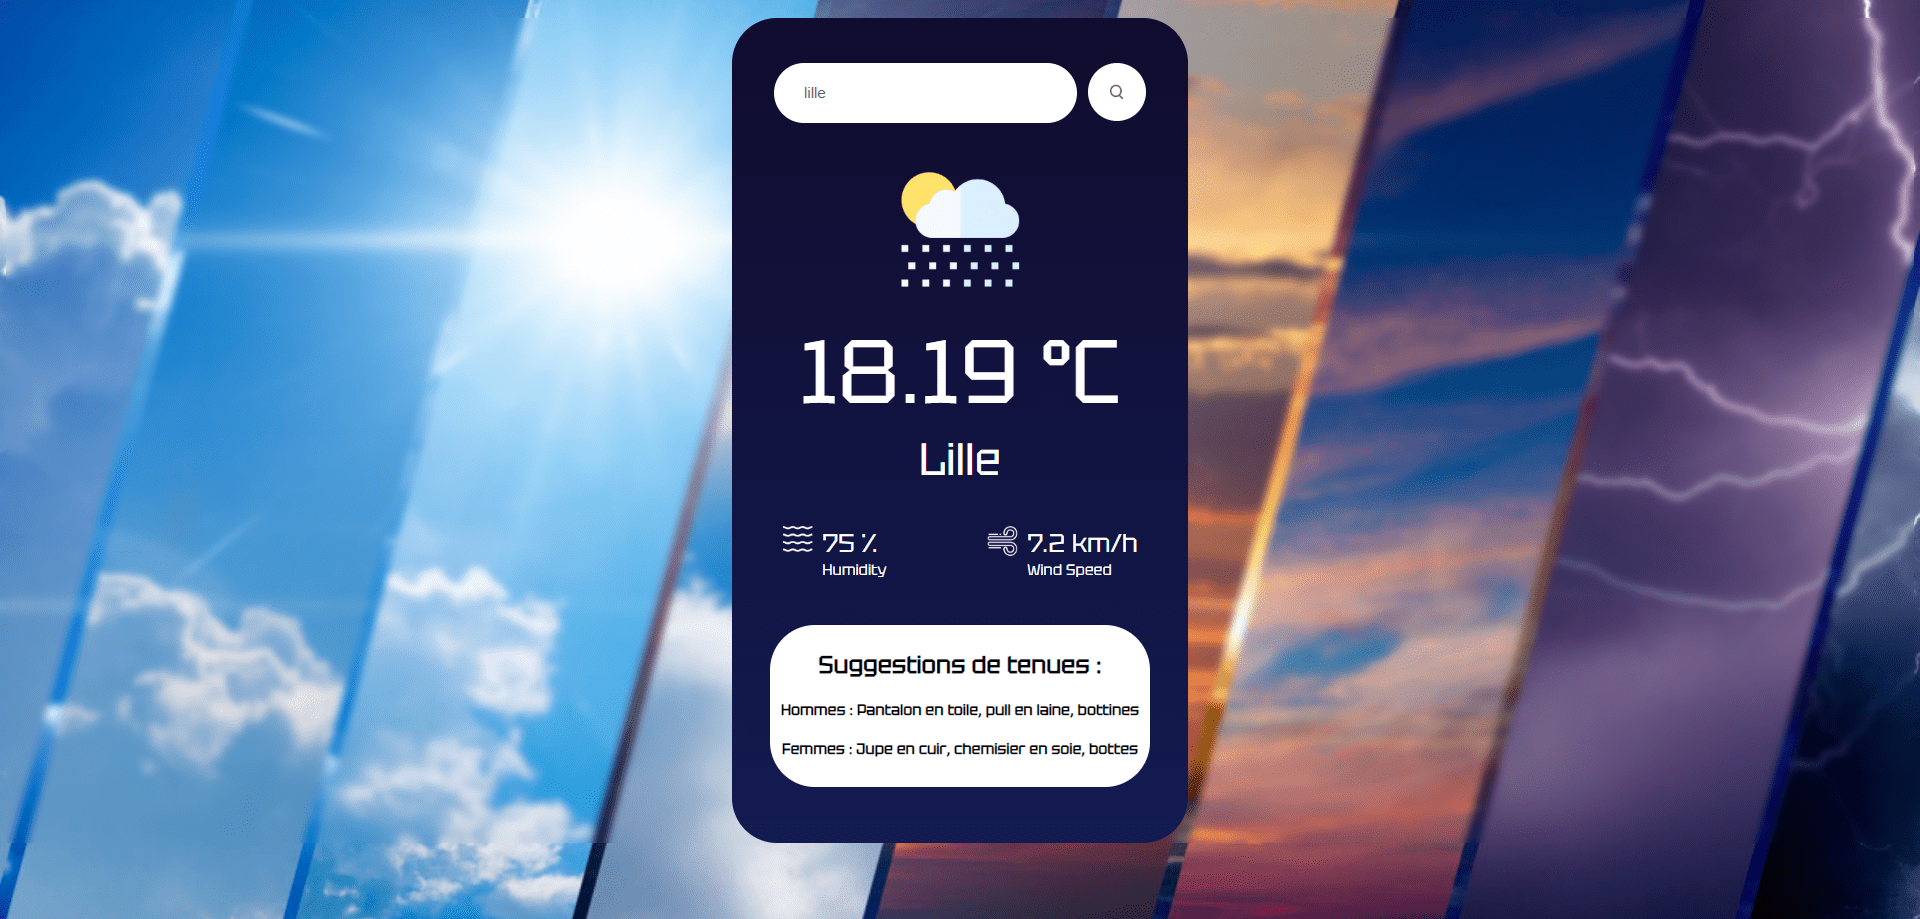 lille
18.19 °C
Lille
75 %
7.2 km/h
Humidity
Wind Speed
Suggestions de tenues :
Hommes : Pantalon en toile, pull en laine, bottines
Femmes : Jupe en cuir, chemisier en soie, bottes